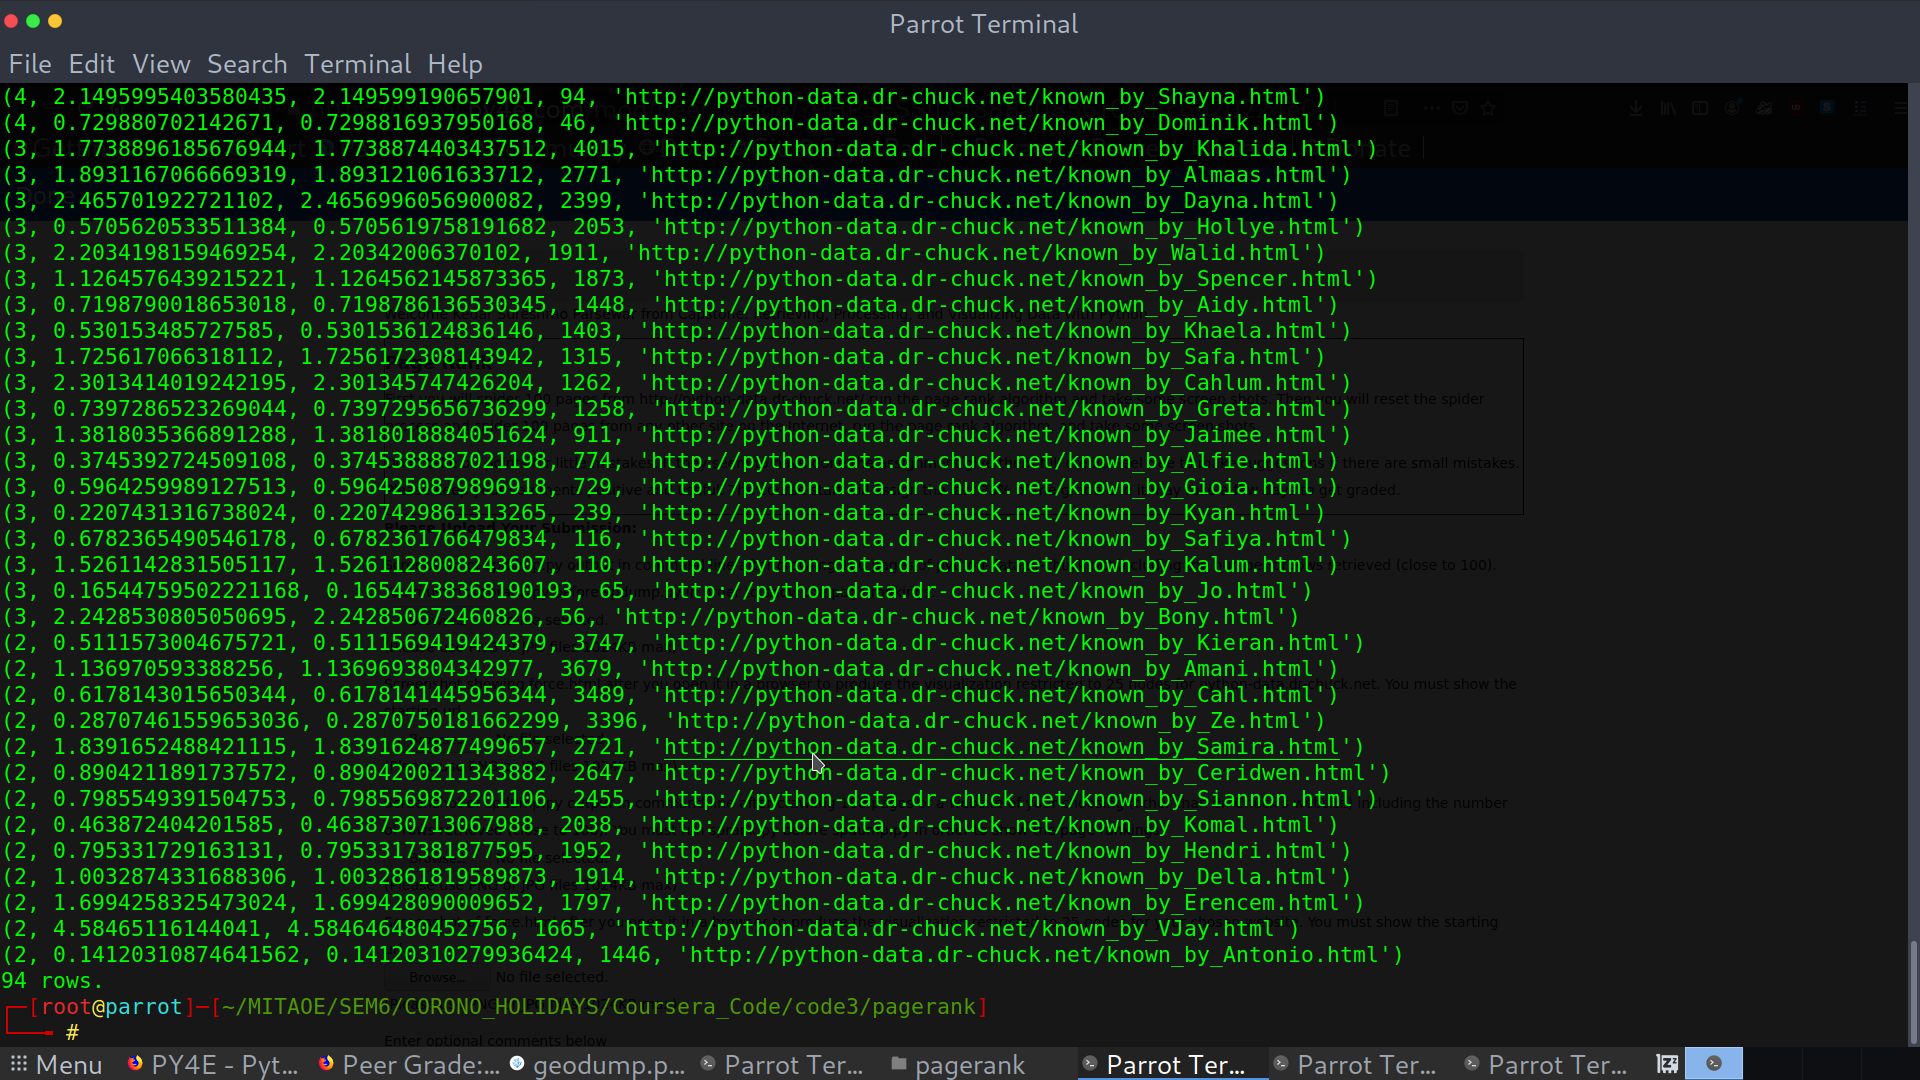 Parrot Terminal
File Edit View Search Terminal Help
(4, 2.1495995403580435, 2.149599190657901, 94, 'http://python-data.dr-chuck.net/known_by_Shayna.html')
(4, 0.729880702142671, 0.7298816937950168, 46, 'http://python-data.dr-chuck.net/known_by_Dominik.html')
(3, 1.7738896185676944, 1.7738874403437512, 4015, 'http://python-data.dr-chuck.net/known_by_Khalida.html')
(3, 1.8931167066669319, 1.893121061633712, 2771, 'http://python-data.dr-chuck.net/known_by_Almaas.html')
(3, 2.465701922721102, 2.4656996056900082, 2399, 'http://python-data.dr-chuck.net/known_by_Dayna.html')
(3, 0.5705620533511384, 0.5705619758191682, 2053, 'http://python-data.dr-chuck.net/known_by_Hollye.html')
(3, 2.2034198159469254, 2.20342006370102, 1911, 'http://python-data.dr-chuck.net/known_by_Walid.html')
(3, 1.1264576439215221, 1.1264562145873365, 1873, 'http://python-data.dr-chuck.net/known_by_Spencer.html')
(3, 0.7198790018653018, 0.7198786136530345, 1448, 'http://python-data.dr-chuck.net/known_by_Aidy.html')
(3, 0.530153485727585, 0.5301536124836146, 1403, 'http://python-data.dr-chuck.net/known_by_Khaela.html')
(3, 1.725617066318112, 1.7256172308143942, 1315, 'http://python-data.dr-chuck.net/known_by_Safa.html')
(3, 2.3013414019242195, 2.301345747426204, 1262, 'http://python-data.dr-chuck.net/known_by_Cahlum.html')
(3, 0.7397286523269044, 0.7397295656736299, 1258, 'http://python-data.dr-chuck.net/known_by_Greta.html')
(3, 1.3818035366891288, 1.3818018884051624, 911, 'http://python-data.dr-chuck.net/known_by_Jaimee.html')
(3, 0.3745392724509108, 0.3745388887021198, 774, 'http://python-data.dr-chuck.net/known_by_Alfie.html')
(3, 0.5964259989127513, 0.5964250879896918, 729, 'http://python-data.dr-chuck.net/known_by_Gioia.html')
(3, 0.2207431316738024, 0.2207429861313265, 239, 'http://python-data.dr-chuck.net/known_by_Kyan.html')
(3, 0.6782365490546178, 0.6782361766479834, 116, 'http://python-data.dr-chuck.net/known_by_Safiya.html')
(3, 1.5261142831505117, 1.5261128008243607, 110, 'http://python-data.dr-chuck.net/known_by_Kalum.html')
(3, 0.16544759502221168, 0.16544738368190193, 65, 'http://python-data.dr-chuck.net/known_by_Jo.html')
(3, 2.2428530805050695, 2.242850672460826, 56, 'http://python-data.dr-chuck.net/known_by_Bony.html')
(2, 0.5111573004675721, 0.5111569419424379, 3747, 'http://python-data.dr-chuck.net/known_by_Kieran.html')
(2, 1.136970593388256, 1.1369693804342977, 3679, 'http://python-data.dr-chuck.net/known_by_Amani.html')
(2, 0.6178143015650344, 0.6178141445956344, 3489, 'http://python-data.dr-chuck.net/known_by_Cahl.html')
(2, 0.28707461559653036, 0.2870750181662299, 3396, 'http://python-data.dr-chuck.net/known_by_Ze.html')
(2, 1.8391652488421115, 1.8391624877499657, 2721, 'http://python-data.dr-chuck.net/known_by_Samira.html')
(2, 0.8904211891737572, 0.8904200211343882, 2647, 'http://python-data.dr-chuck.net/known_by_Ceridwen.html')
(2, 0.7985549391504753, 0.7985569872201106, 2455, 'http://python-data.dr-chuck.net/known_by_Siannon.html')
(2, 0.463872404201585, 0.4638730713067988, 2038, 'http://python-data.dr-chuck.net/known_by_Komal.html')
(2, 0.795331729163131, 0.7953317381877595, 1952, 'http://python-data.dr-chuck.net/known_by_Hendri.html')
(2, 1.0032874331688306, 1.0032861819589873, 1914, 'http://python-data.dr-chuck.net/known_by_Della.html')
(2, 1.6994258325473024, 1.699428090009652, 1797, 'http://python-data.dr-chuck.net/known_by_Erencem.html')
(2, 4.58465116144041, 4.584646480452756, 1665, 'http://python-data.dr-chuck.net/known_by_VJay.html')
(2, 0.14120310874641562, 0.14120310279936424, 1446, 'http://python-data.dr-chuck.net/known_by_Antonio.html')
94 rows.
[root@parrot]─[~/MITAOE/SEM6/CORONO_HOLIDAYS/Coursera_Code/code3/pagerank]
#
Menu PY4E - Pyt... Peer Grade:... geodump.p... Parrot Ter... pagerank Parrot Ter... Parrot Ter... Parrot Ter...